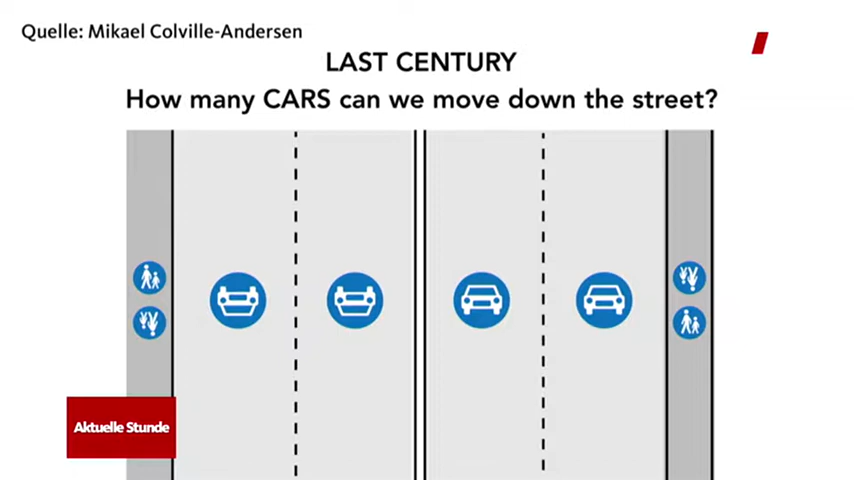 Quelle: Mikael Colville-Andersen
LAST CENTURY
How many CARS can we move down the street?
Aktuelle Stunde